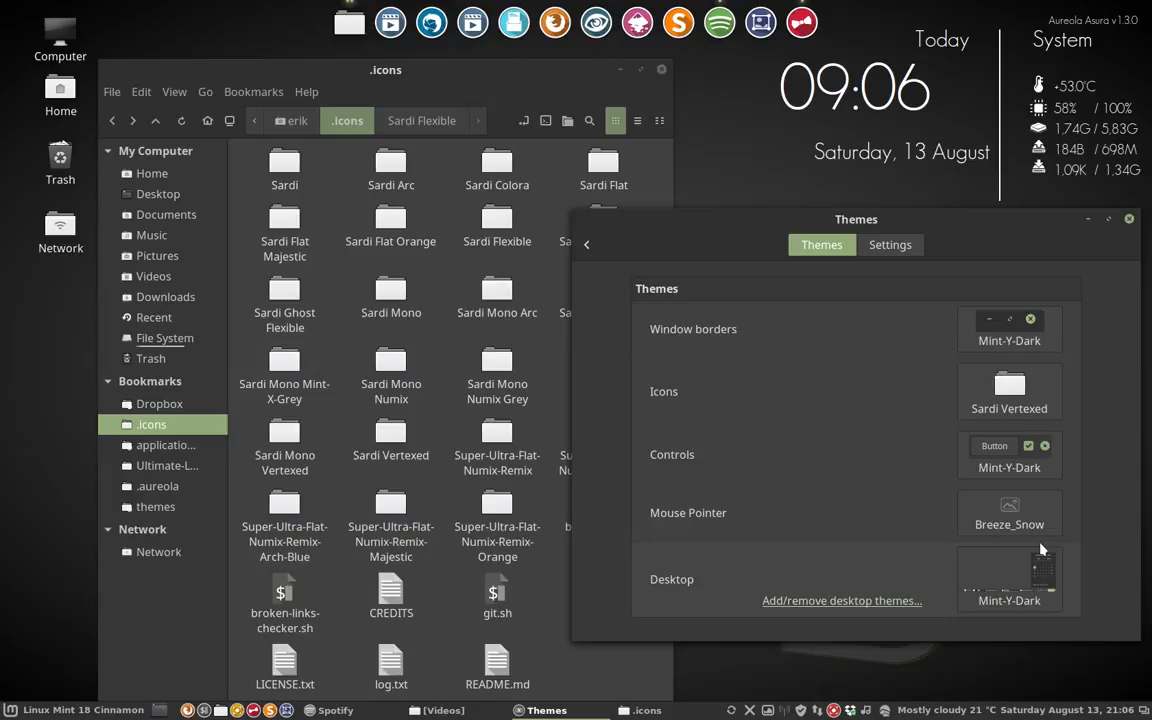 Computer
Home
Trash
Network
.icons
File Edit View Go Bookmarks Help
erik .icons Sardi Flexible
My Computer
Home
Desktop
Documents
Music
Pictures
Videos
Downloads
Recent
File System
Trash
Bookmarks
Dropbox
.icons
applicatio...
Ultimate-L...
.aureola
themes
Network
Network
Sardi
Sardi Arc
Sardi Colora
Sardi Flat
Sardi Flat
Majestic
Sardi Flat Orange
Sardi Flexible
Sardi Ghost
Flexible
Sardi Mono
Sardi Mono Arc
Sardi Mono Mint-
X-Grey
Sardi Mono
Numix
Sardi Mono
Numix Grey
Sardi Mono
Vertexed
Sardi Vertexed
Super-Ultra-Flat-
Numix-Remix
Super-Ultra-Flat-
Numix-Remix-
Arch-Blue
Super-Ultra-Flat-
Numix-Remix-
Majestic
Super-Ultra-Flat-
Numix-Remix-
Orange
broken-links-
checker.sh
CREDITS
git.sh
LICENSE.txt
log.txt
README.md
Aureola Asura v1.3.0
Today
09:06
Saturday, 13 August
System
+53.0°C
58% / 100%
1,74G / 5,83G
184B / 698M
1,09K / 1,34G
Themes
Themes Settings
Themes
Window borders
Mint-Y-Dark
Icons
Sardi Vertexed
Controls
Button
Mint-Y-Dark
Mouse Pointer
Breeze_Snow
Desktop
Add/remove desktop themes...
Mint-Y-Dark
Linux Mint 18 Cinnamon
Spotify
[Videos]
Themes
.icons
Mostly cloudy 21 °C Saturday August 13, 21:06